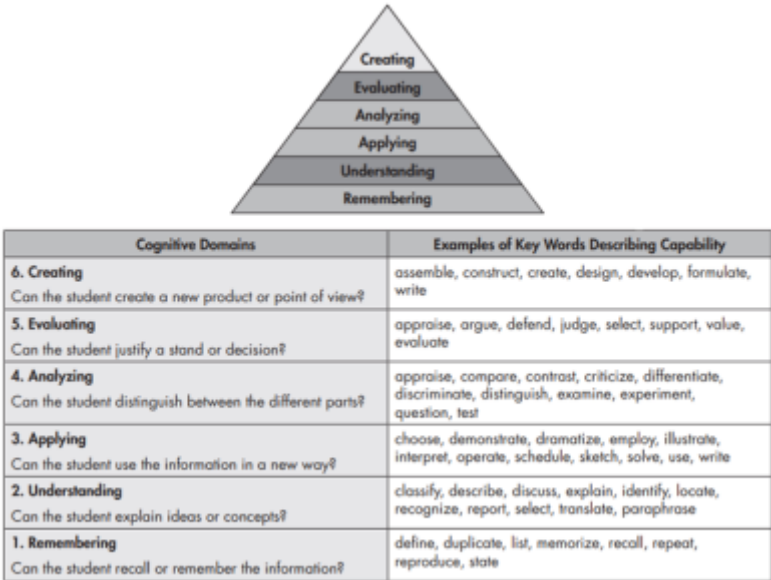 Creating
Evaluating
Analyzing
Applying
Understanding
Remembering
Cognitive Domains
Examples of Key Words Describing Capability
6. Creating
Can the student create a new product or point of view?
assemble, construct, create, design, develop, formulate,
write
5. Evaluating
Can the student justify a stand or decision?
appraise, argue, defend, judge, select, support, value,
evaluate
4. Analyzing
Can the student distinguish between the different parts?
appraise, compare, contrast, criticize, differentiate,
discriminate, distinguish, examine, experiment,
question, test
3. Applying
Can the student use the information in a new way?
choose, demonstrate, dramatize, employ, illustrate,
interpret, operate, schedule, sketch, solve, use, write
2. Understanding
Can the student explain ideas or concepts?
classify, describe, discuss, explain, identify, locate,
recognize, report, select, translate, paraphrase
1. Remembering
Can the student recall or remember the information?
define, duplicate, list, memorize, recall, repeat,
reproduce, state